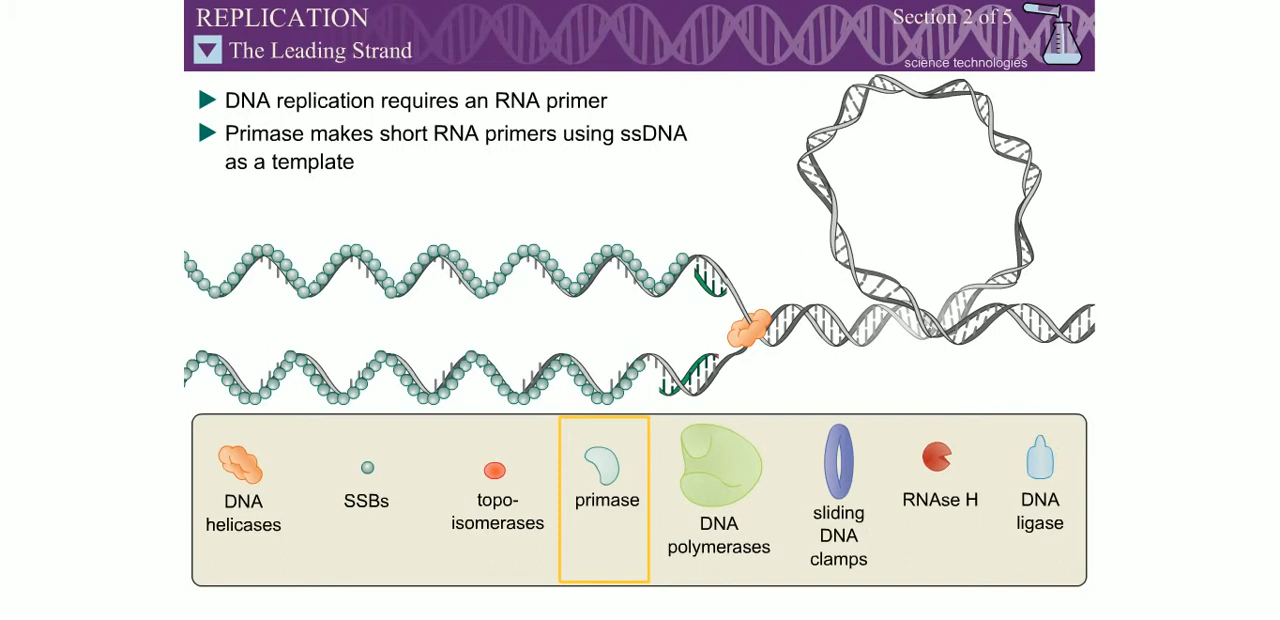 REPLICATION
Section 2 of 5
The Leading Strand
science technologies
DNA replication requires an RNA primer
Primase makes short RNA primers using ssDNA
as a template
DNA
helicases
SSBs
topo-
isomerases
primase
DNA
polymerases
sliding
DNA
clamps
RNAse H
DNA
ligase